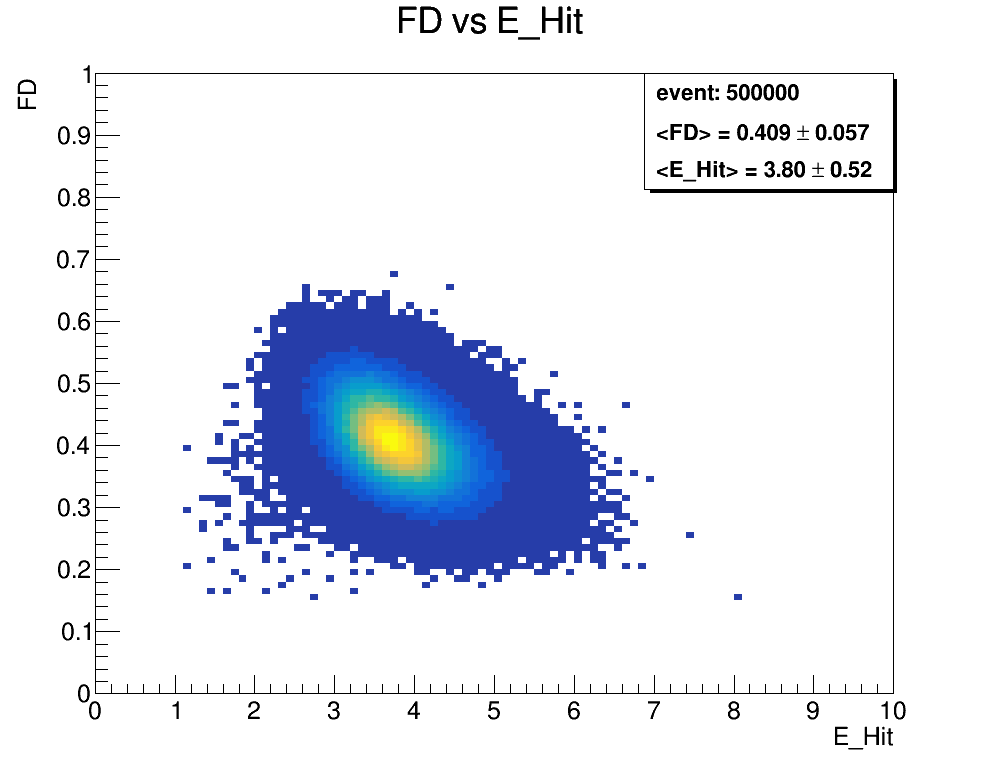 FD vs E_Hit
FD
event: 500000
<FD> = 0.409 ± 0.057
<E_Hit> = 3.80 ± 0.52
1
0.9
0.8
0.7
0.6
0.5
0.4
0.3
0.2
0.1
0
0 1 2 3 4 5 6 7 8 9 10
E_Hit